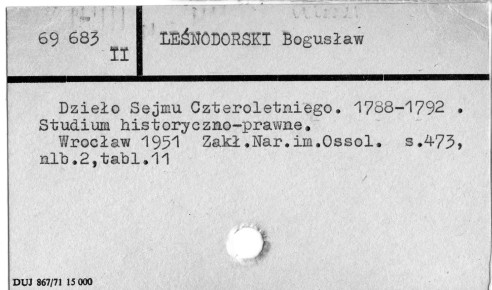 69 683
II
LEŚNODORSKI Bogusław
Dzieło Sejmu Czteroletniego. 1788-1792 .
Studium historyczno-prawne.
Wrocław 1951 Zakł.Nar.im.Ossol. s.473,
nlb.2,tabl.11
DUJ 867/71 15 000